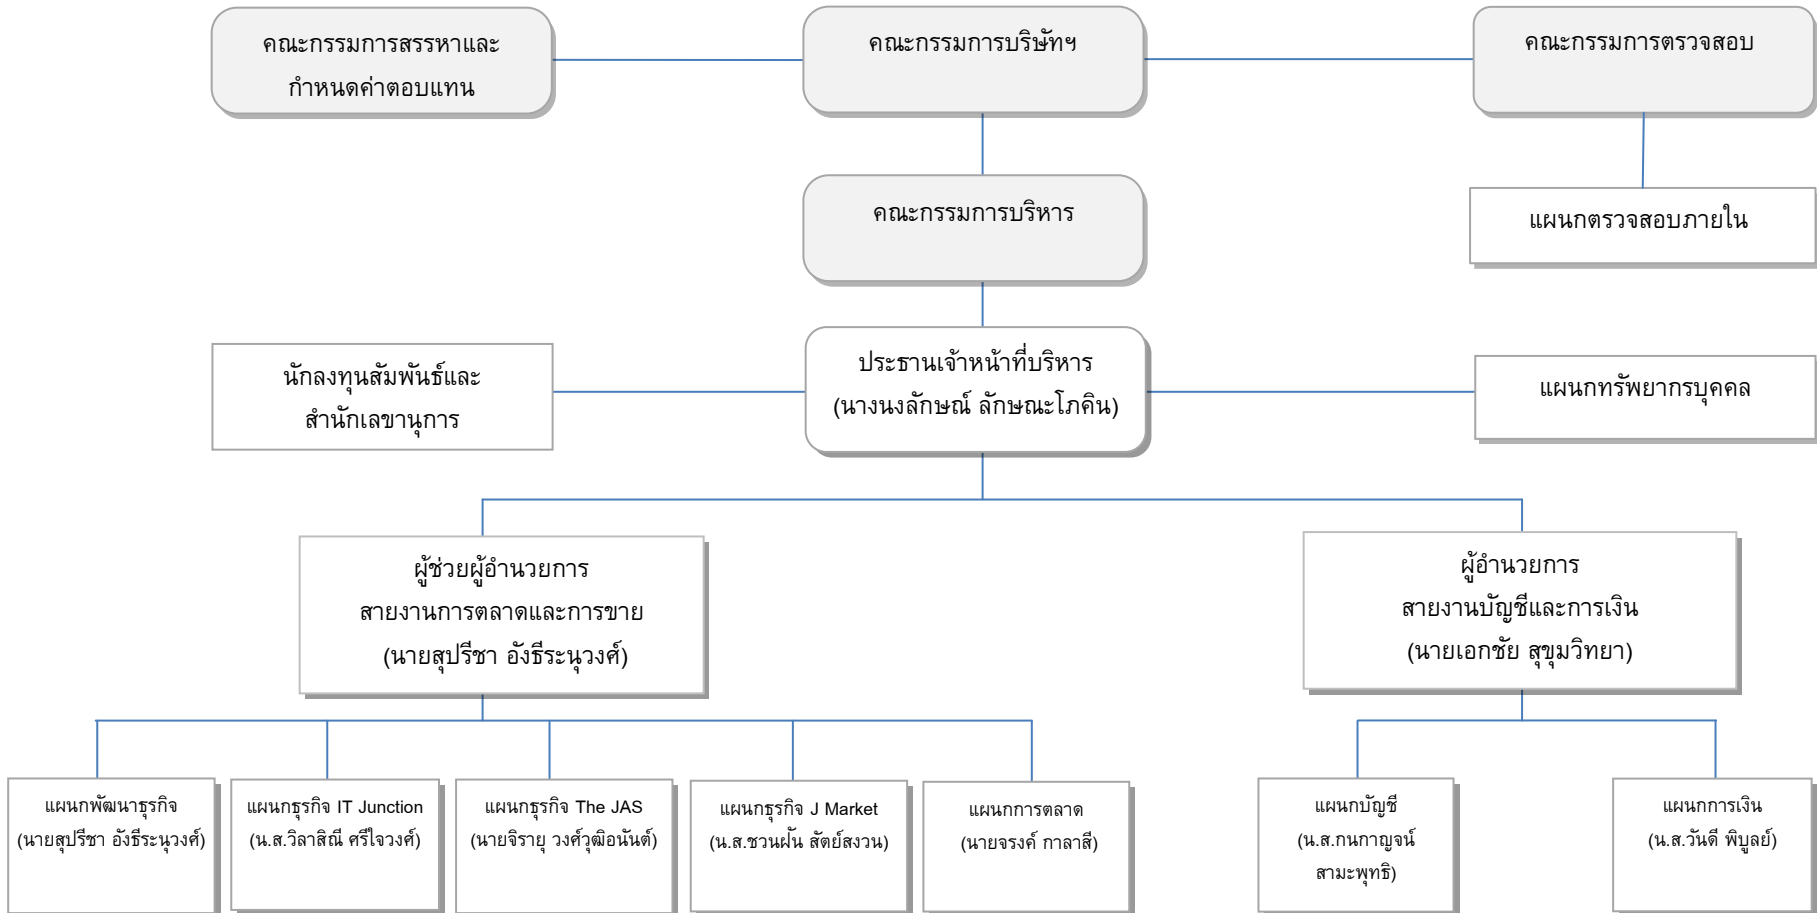 คณะกรรมการสรรหาและ
กำหนดค่าตอบแทน
คณะกรรมการบริษัทฯ
คณะกรรมการตรวจสอบ
คณะกรรมการบริหาร
แผนกตรวจสอบภายใน
นักลงทุนสัมพันธ์และ
สำนักเลขานุการ
ประธานเจ้าหน้าที่บริหาร
(นางนงลักษณ์ ลักษณะโภคิน)
แผนกทรัพยากรบุคคล
ผู้ช่วยผู้อำนวยการ
สายงานการตลาดและการขาย
(นายสุปรีชา อังธีระนุวงศ์)
ผู้อำนวยการ
สายงานบัญชีและการเงิน
(นายเอกชัย สุขุมวิทยา)
แผนกพัฒนาธุรกิจ
(นายสุปรีชา อังธีระนุวงศ์)
แผนกธุรกิจ IT Junction
(น.ส.วิลาสิณี ศรีใจวงศ์)
แผนกธุรกิจ The JAS
(นายจิรายุ วงศ์วุฒิอนันต์)
แผนกธุรกิจ J Market
(น.ส.ชวนฝัน สัตย์สงวน)
แผนกการตลาด
(นายจรงค์ กาลาสี)
แผนกบัญชี
(น.ส.กนกาญจน์
สามะพุทธิ)
แผนกการเงิน
(น.ส.วันดี พิบูลย์)